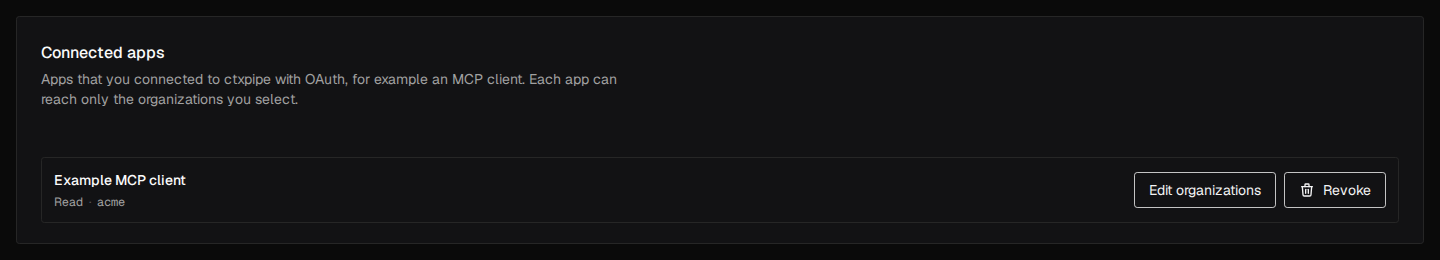 Connected apps
Apps that you connected to ctxpipe with OAuth, for example an MCP client. Each app can
reach only the organizations you select.
Example MCP client
Read · acme
Edit organizations
Revoke